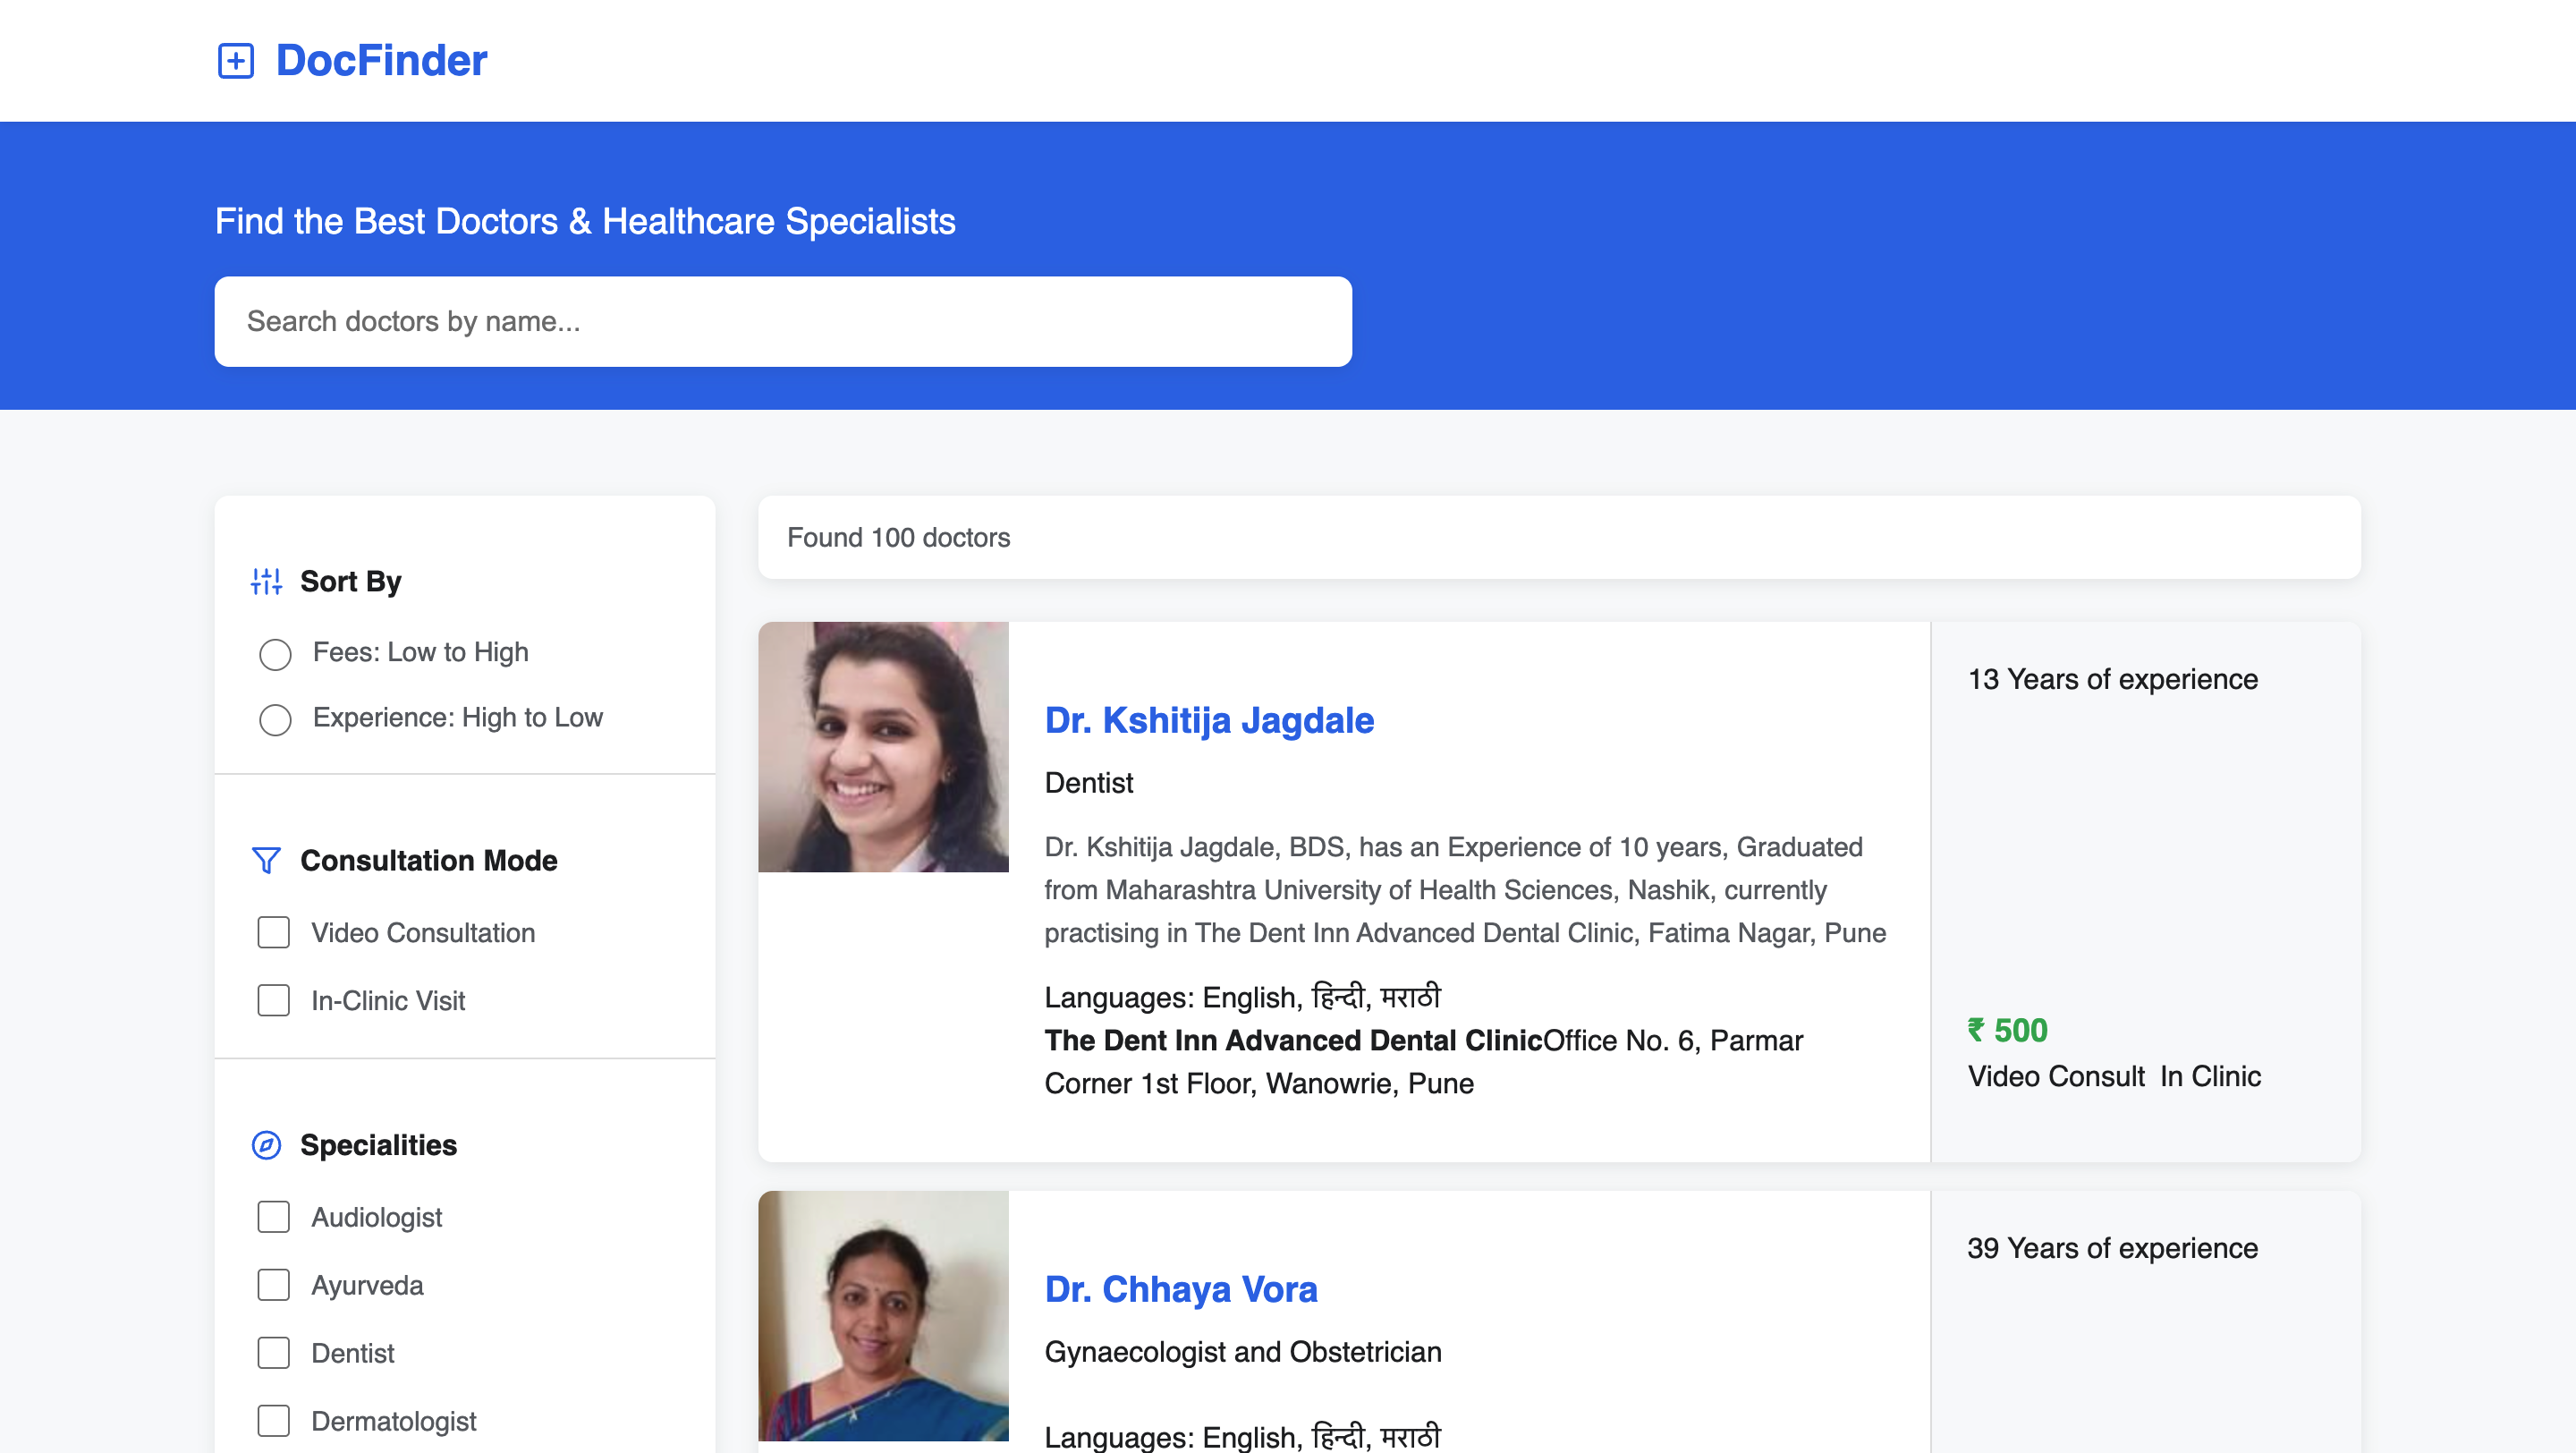 DocFinder
Find the Best Doctors & Healthcare Specialists
Search doctors by name...
Sort By
Fees: Low to High
Experience: High to Low
Consultation Mode
Video Consultation
In-Clinic Visit
Specialities
Audiologist
Ayurveda
Dentist
Dermatologist
Found 100 doctors
Dr. Kshitija Jagdale
Dentist
Dr. Kshitija Jagdale, BDS, has an Experience of 10 years, Graduated
from Maharashtra University of Health Sciences, Nashik, currently
practising in The Dent Inn Advanced Dental Clinic, Fatima Nagar, Pune
Languages: English, हिन्दी, मराठी
The Dent Inn Advanced Dental ClinicOffice No. 6, Parmar
Corner 1st Floor, Wanowrie, Pune
13 Years of experience
₹ 500
Video Consult In Clinic
Dr. Chhaya Vora
Gynaecologist and Obstetrician
Languages: English, हिन्दी, मराठी
39 Years of experience